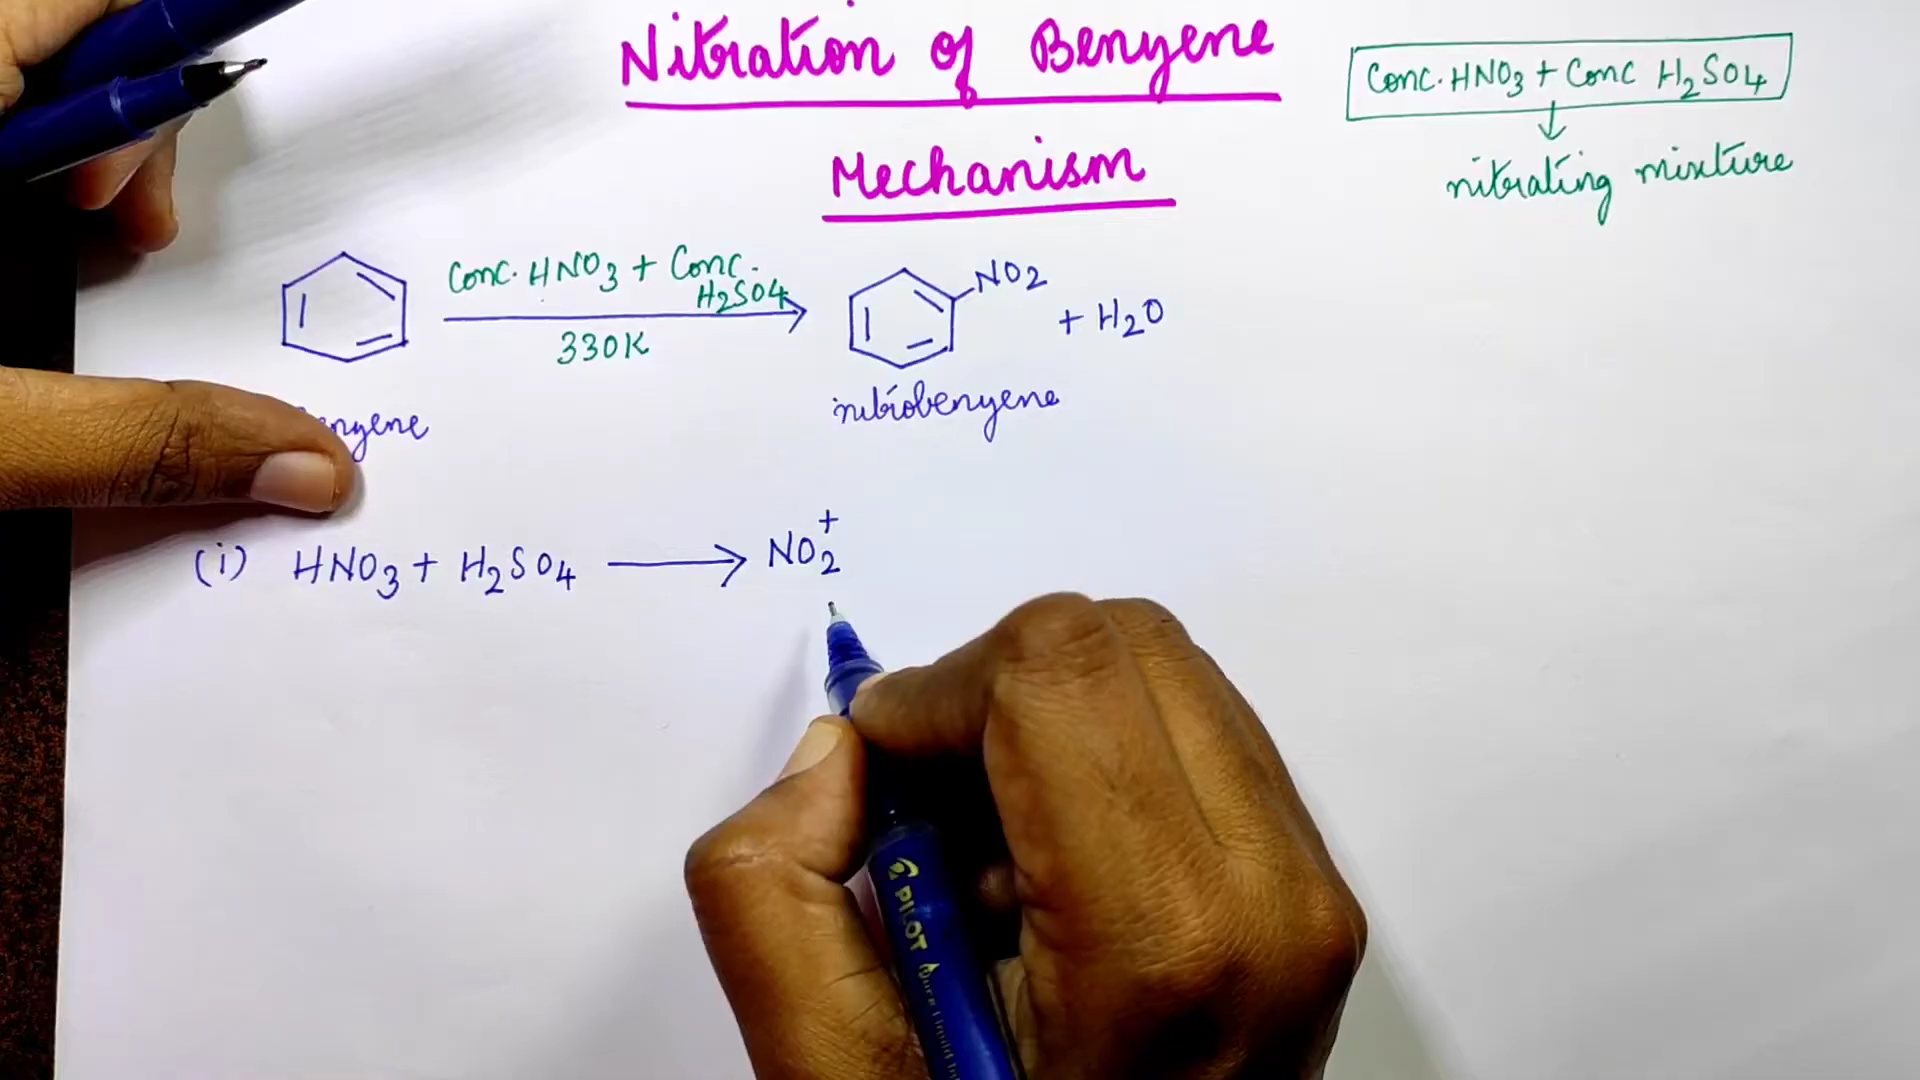 Nitration of Benzene
Conc. HNO3 + Conc H2SO4
nitrating mixture
Mechanism
Conc. HNO3 + Conc.
H2SO4
330K
NO2
+ H2O
nitrobenzene
(i) HNO3 + H2SO4 ⟶ NO2+
PILOT